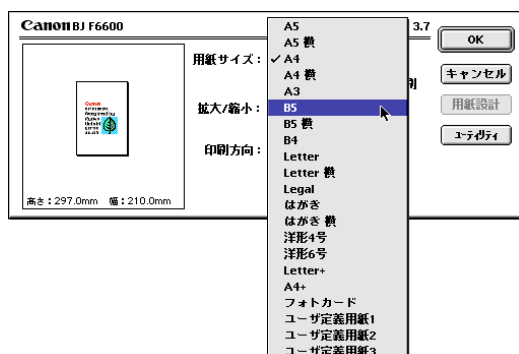 Canon BJ F6600
3.7
用紙サイズ：
拡大/縮小：
印刷方向：
高さ：297.0mm 幅：210.0mm
A5
A5 横
✓A4
A4 横
A3
B5
B5 横
B4
Letter
Letter 横
Legal
はがき
はがき 横
洋形4号
洋形6号
Letter+
A4+
フォトカード
ユーザ定義用紙1
ユーザ定義用紙2
ユーザ定義用紙3
OK
キャンセル
用紙設計
ユーティリティ